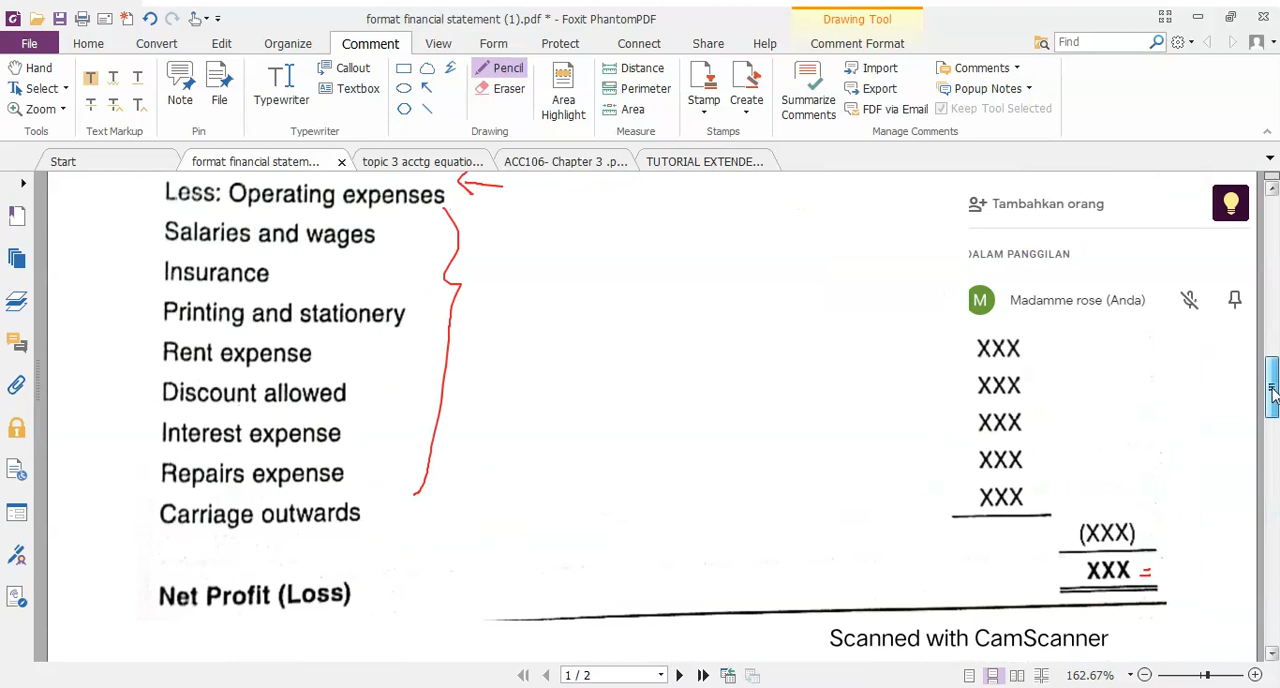 format financial statement (1).pdf * - Foxit PhantomPDF
Drawing Tool
File Home Convert Edit Organize Comment View Form Protect Connect Share Help Comment Format Find
Hand
Select
Zoom
Tools
T T T
T T T
Text Markup
Note
File
Pin
Typewriter
Callout
Textbox
Typewriter
Pencil
Eraser
Drawing
Area Highlight
Distance
Perimeter
Area
Measure
Stamp
Create
Stamps
Summarize Comments
Import
Export
FDF via Email
Comments
Popup Notes
Keep Tool Selected
Manage Comments
Start
format financial statem...
topic 3 acctg equatio...
ACC106- Chapter 3 .p...
TUTORIAL EXTENDE...
Less: Operating expenses
Salaries and wages
Insurance
Printing and stationery
Rent expense
Discount allowed
Interest expense
Repairs expense
Carriage outwards
Net Profit (Loss)
Tambahkan orang
DALAM PANGGILAN
M Madamme rose (Anda)
XXX
XXX
XXX
XXX
XXX
(XXX)
XXX =
Scanned with CamScanner
1 / 2
162.67%